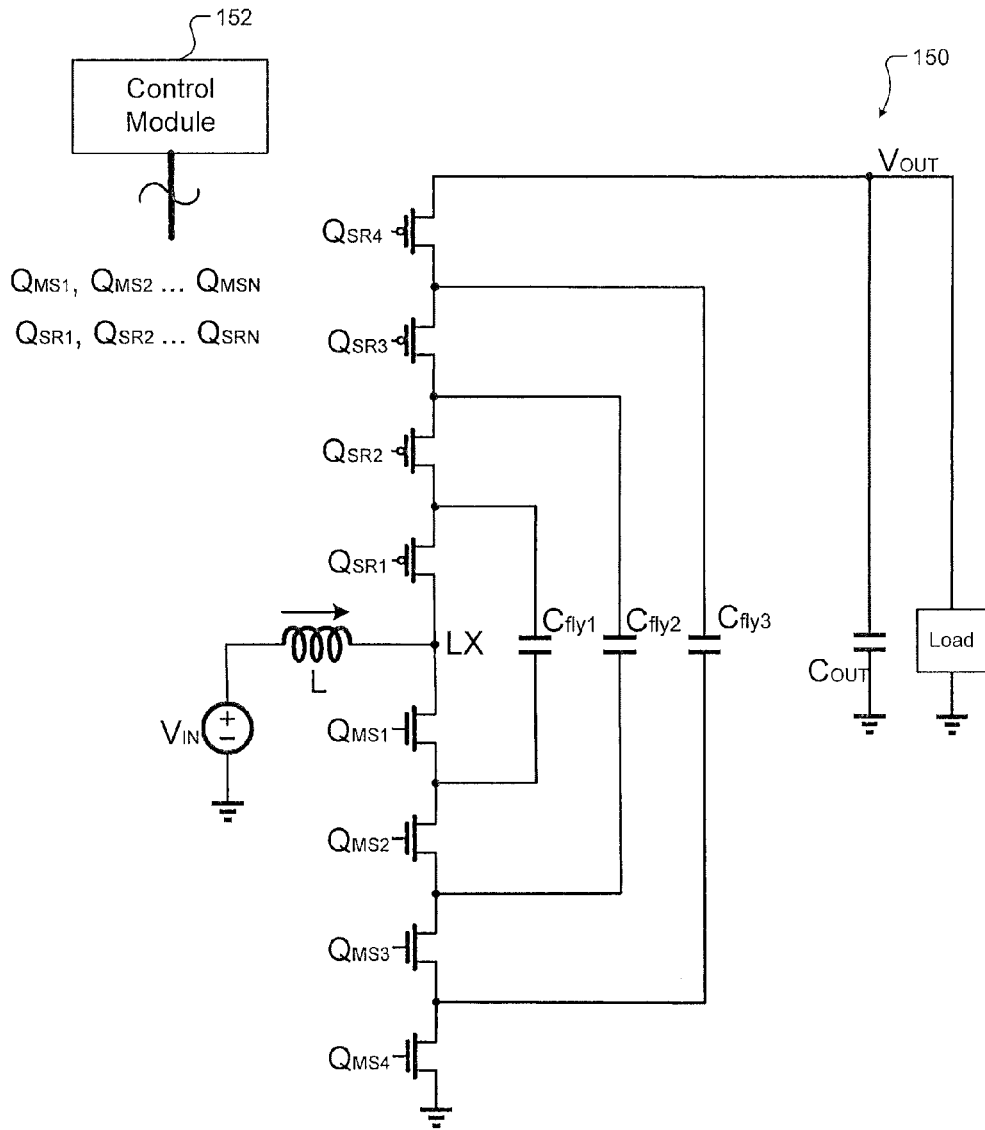 152
Control
Module
150
VOUT
QSR4
QMS1, QMS2 ... QMSN
QSR1, QSR2 ... QSRN
QSR3
QSR2
QSR1
Cfly1
Cfly2
Cfly3
LX
L
COUT
Load
VIN
+
−
QMS1
QMS2
QMS3
QMS4